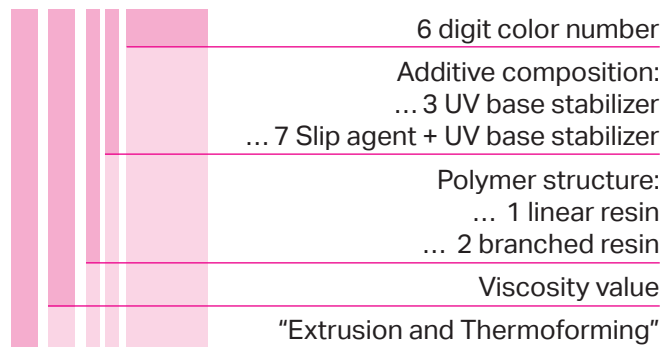 6 digit color number
Additive composition:
… 3 UV base stabilizer
… 7 Slip agent + UV base stabilizer
Polymer structure:
… 1 linear resin
… 2 branched resin
Viscosity value
“Extrusion and Thermoforming”